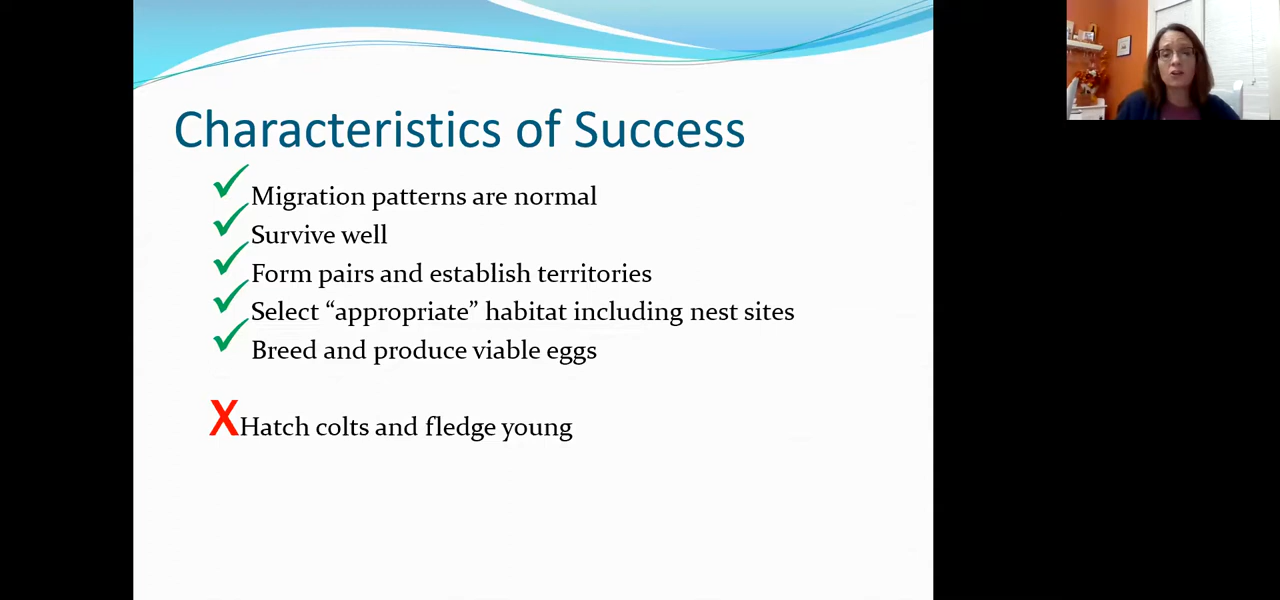 Characteristics of Success
Migration patterns are normal
Survive well
Form pairs and establish territories
Select “appropriate” habitat including nest sites
Breed and produce viable eggs
X Hatch colts and fledge young